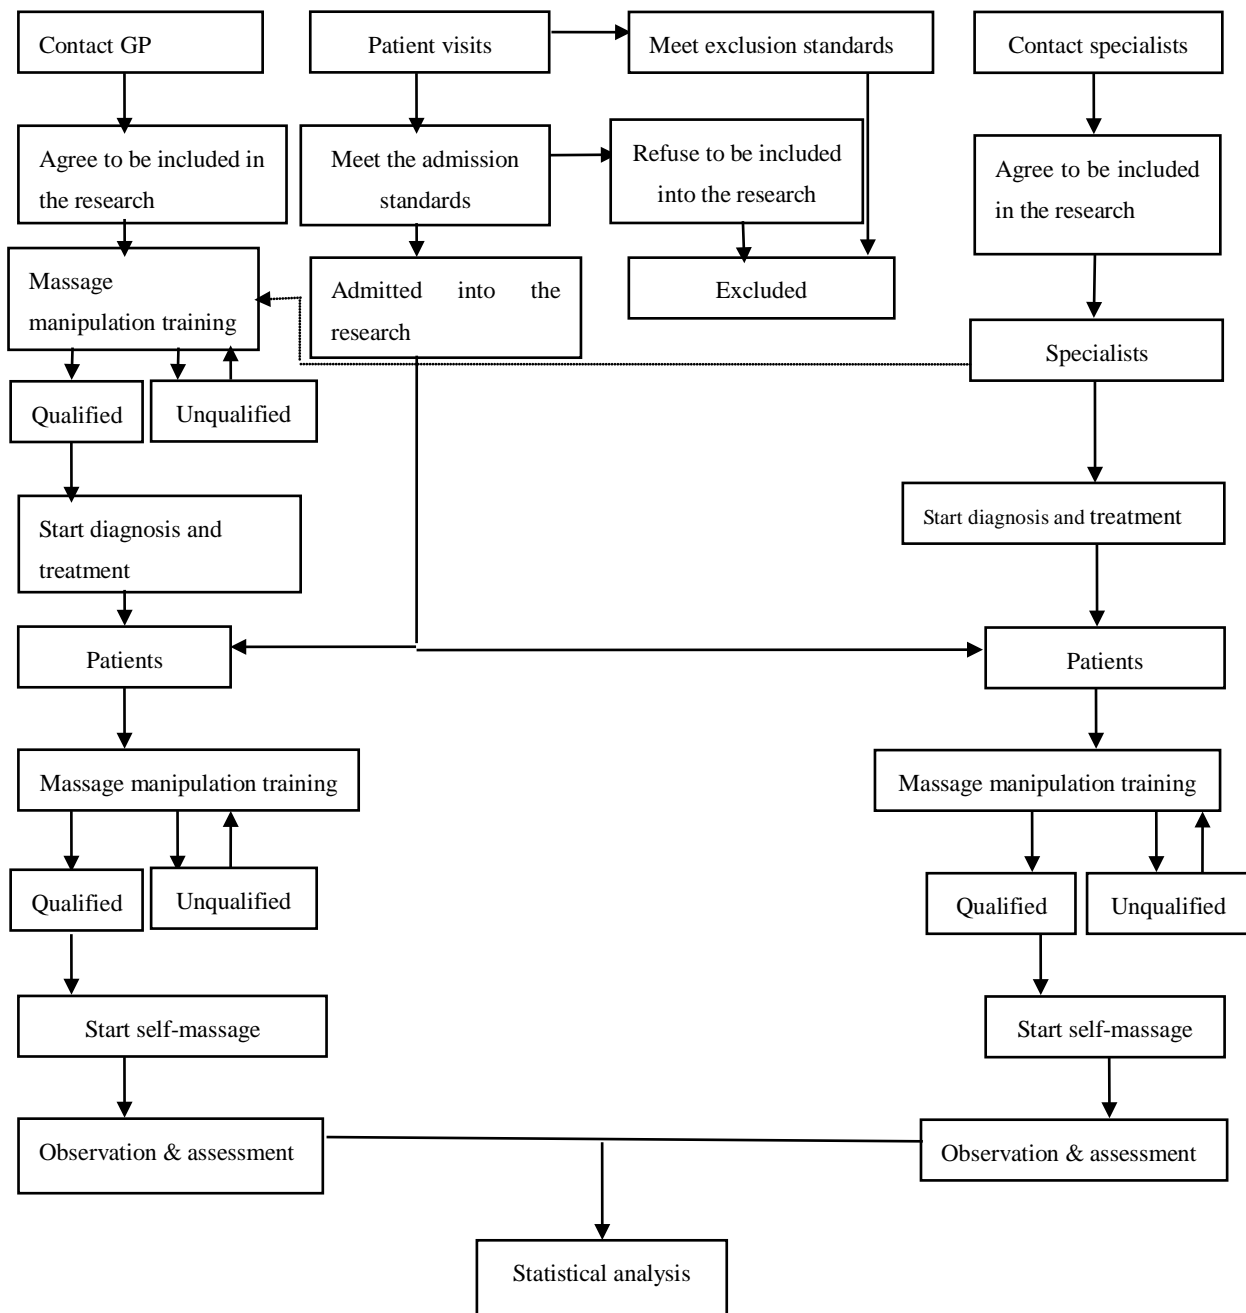 Contact GP
Patient visits
Meet exclusion standards
Contact specialists
Agree to be included in
the research
Meet the admission
standards
Refuse to be included
into the research
Agree to be included
in the research
Massage
manipulation training
Admitted into the
research
Excluded
Specialists
Qualified
Unqualified
Start diagnosis and
treatment
Start diagnosis and treatment
Patients
Patients
Massage manipulation training
Massage manipulation training
Qualified
Unqualified
Qualified
Unqualified
Start self-massage
Start self-massage
Observation & assessment
Observation & assessment
Statistical analysis